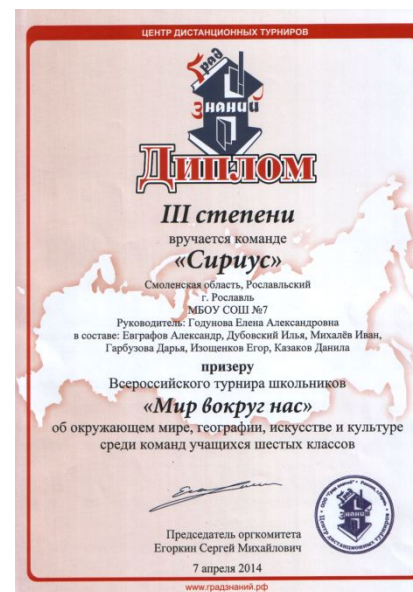 ЦЕНТР ДИСТАНЦИОННЫХ ТУРНИРОВ
Град
знаний
Диплом
III степени
вручается команде
«Сириус»
Смоленская область, Рославльский
г. Рославль
МБОУ СОШ №7
Руководитель: Годунова Елена Александровна
в составе: Евграфов Александр, Дубовский Илья, Михалёв Иван,
Гарбузова Дарья, Изощенков Егор, Казаков Данила
призеру
Всероссийского турнира школьников
«Мир вокруг нас»
об окружающем мире, географии, искусстве и культуре
среди команд учащихся шестых классов
Председатель оргкомитета
Егоркин Сергей Михайлович
7 апреля 2014
www.градзнаний.рф